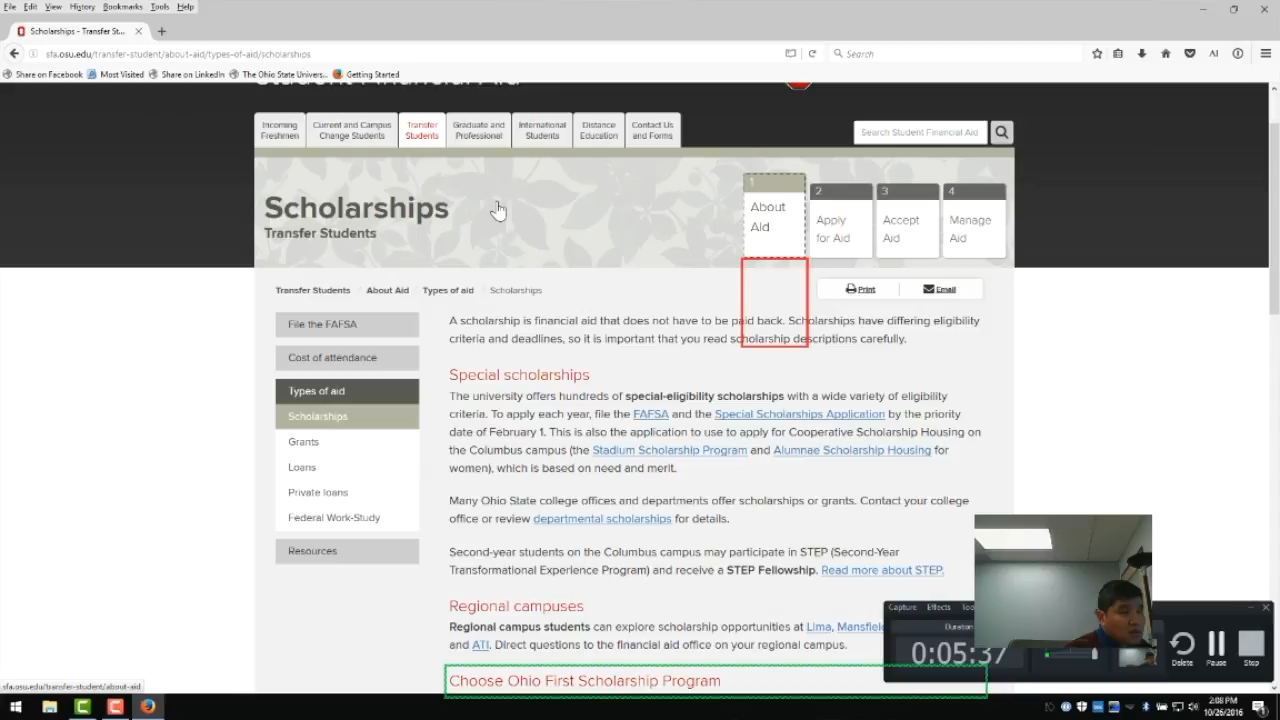 File Edit View History Bookmarks Tools Help
Scholarships - Transfer St...
sfa.osu.edu/transfer-student/about-aid/types-of-aid/scholarships
Search
Share on Facebook Most Visited Share on LinkedIn The Ohio State Univers... Getting Started
Student Financial Aid
Incoming Freshmen
Current and Campus Change Students
Transfer Students
Graduate and Professional
International Students
Distance Education
Contact Us and Forms
Search Student Financial Aid
Scholarships
Transfer Students
1 About Aid
2 Apply for Aid
3 Accept Aid
4 Manage Aid
Transfer Students About Aid Types of aid Scholarships
Print Email
File the FAFSA
Cost of attendance
Types of aid
Scholarships
Grants
Loans
Private loans
Federal Work-Study
Resources
A scholarship is financial aid that does not have to be paid back. Scholarships have differing eligibility
criteria and deadlines, so it is important that you read scholarship descriptions carefully.
Special scholarships
The university offers hundreds of special-eligibility scholarships with a wide variety of eligibility
criteria. To apply each year, file the FAFSA and the Special Scholarships Application by the priority
date of February 1. This is also the application to use to apply for Cooperative Scholarship Housing on
the Columbus campus (the Stadium Scholarship Program and Alumnae Scholarship Housing for
women), which is based on need and merit.
Many Ohio State college offices and departments offer scholarships or grants. Contact your college
office or review departmental scholarships for details.
Second-year students on the Columbus campus may participate in STEP (Second-Year
Transformational Experience Program) and receive a STEP Fellowship. Read more about STEP.
Regional campuses
Regional campus students can explore scholarship opportunities at Lima, Mansfield
and ATI. Direct questions to the financial aid office on your regional campus.
Choose Ohio First Scholarship Program
Capture Effects Too
Duration
0:05:37
Delete Pause Stop
sfa.osu.edu/transfer-student/about-aid
2:08 PM
10/26/2016